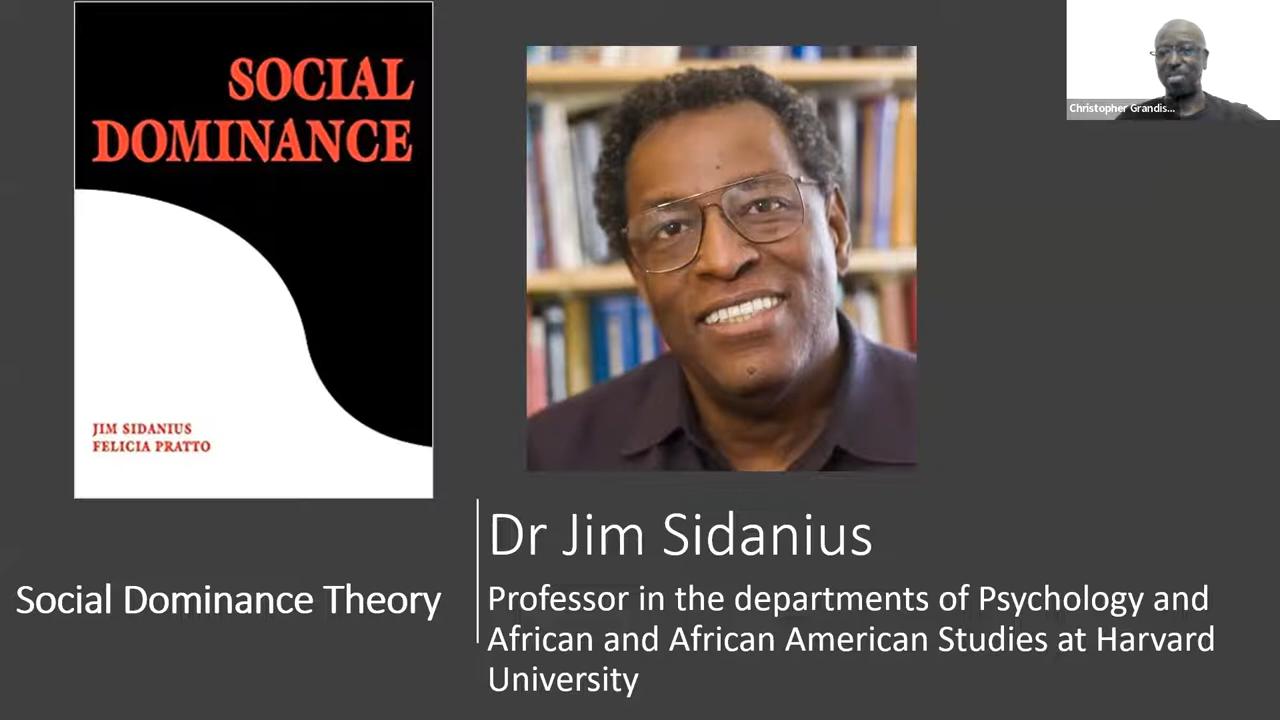 SOCIAL
DOMINANCE
JIM SIDANIUS
FELICIA PRATTO
Christopher Grandis...
Dr Jim Sidanius
Social Dominance Theory
Professor in the departments of Psychology and
African and African American Studies at Harvard
University